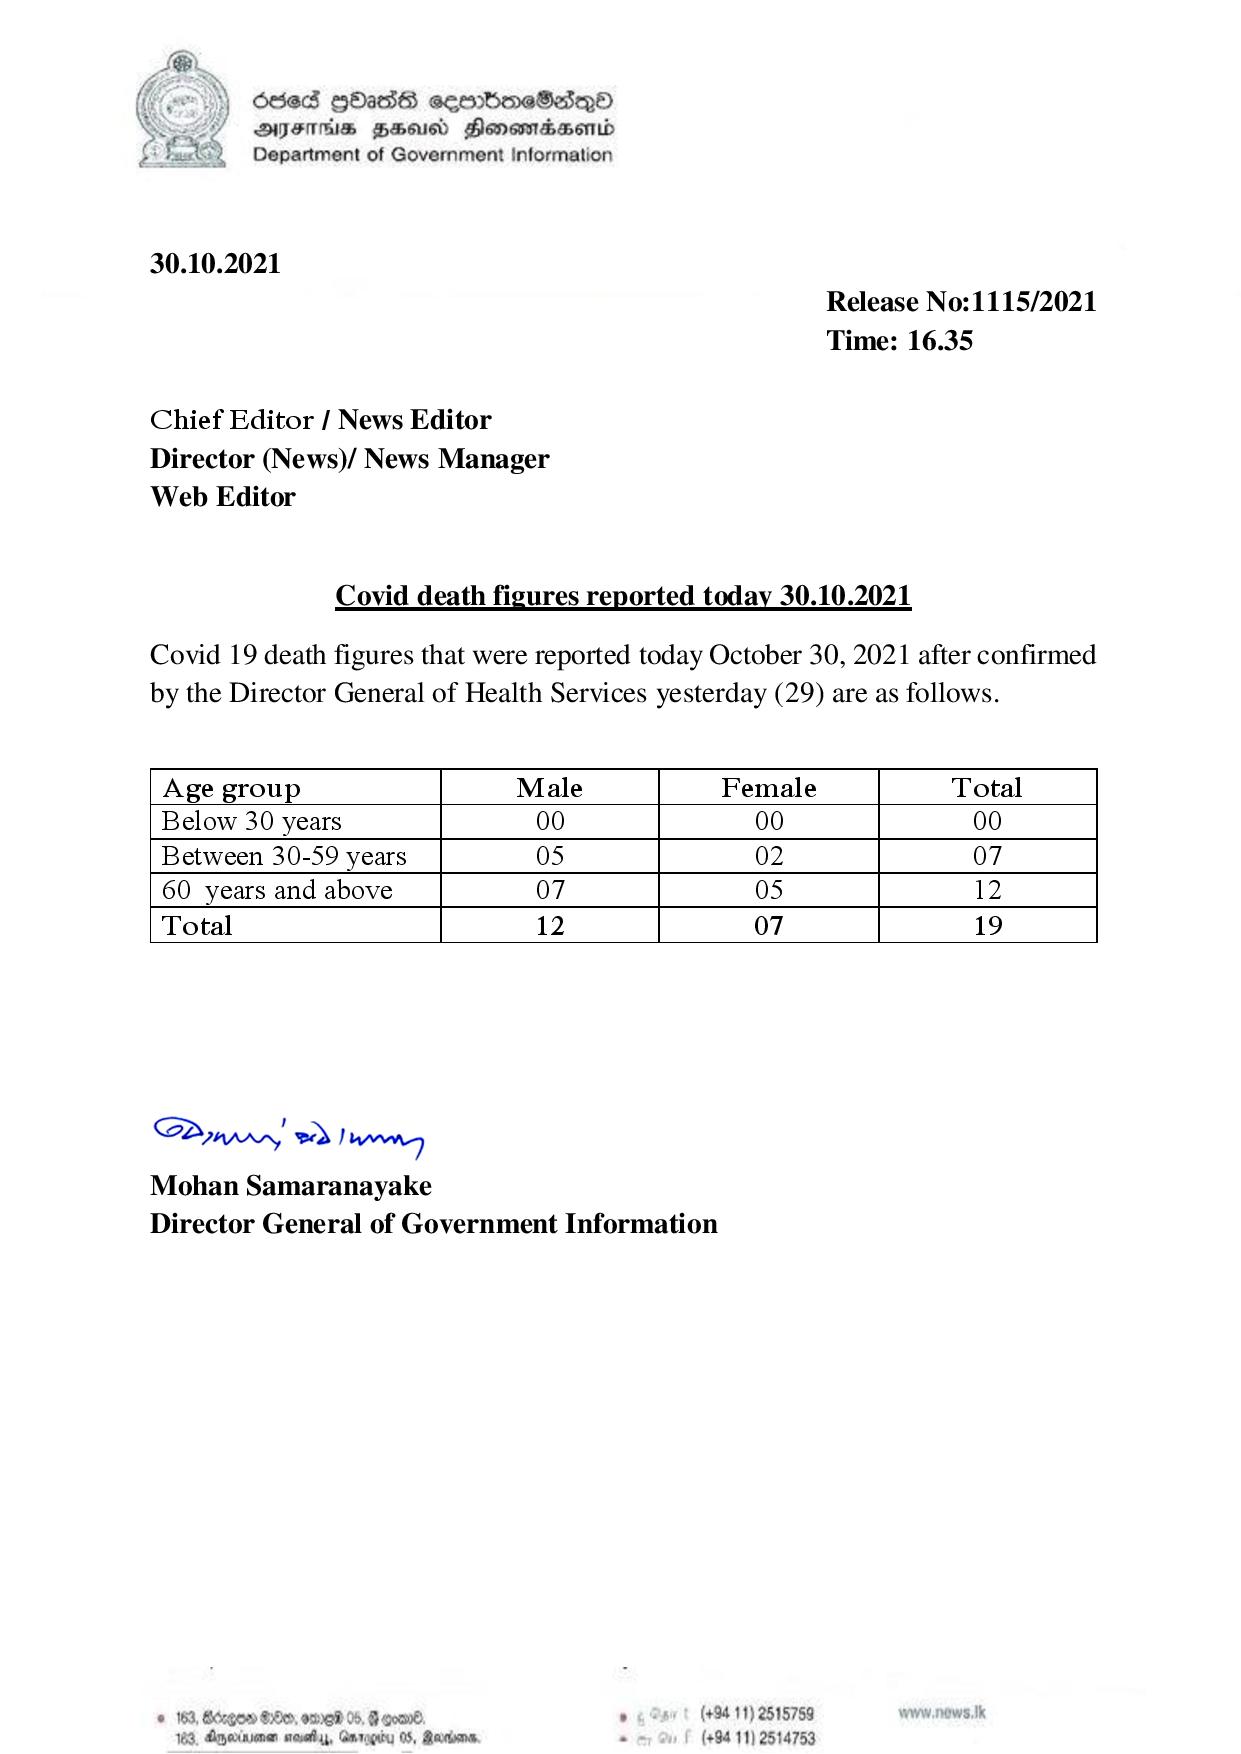 රජයේ ප්‍රවෘත්ති දෙපාර්තමේන්තුව
அரசாங்க தகவல் திணைக்களம்
Department of Government Information
30.10.2021
Release No:1115/2021
Time: 16.35
Chief Editor / News Editor
Director (News)/ News Manager
Web Editor
Covid death figures reported today 30.10.2021
Covid 19 death figures that were reported today October 30, 2021 after confirmed
by the Director General of Health Services yesterday (29) are as follows.
Age group Male Female Total
Below 30 years 00 00 00
Between 30-59 years 05 02 07
60 years and above 07 05 12
Total 12 07 19
Mohan Samaranayake
Director General of Government Information
163, කිරුලපන මාවත, කොළඹ 05, ශ්‍රී ලංකාව. (+94 11) 2515759 www.news.lk
163, கிருலப்பனை எவனியூ, கொழும்பு 05, இலங்கை. (+94 11) 2514753